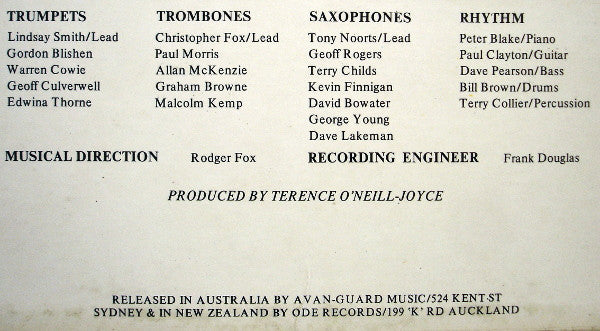 TRUMPETS
Lindsay Smith/Lead
Gordon Blishen
Warren Cowie
Geoff Culverwell
Edwina Thorne
TROMBONES
Christopher Fox/Lead
Paul Morris
Allan McKenzie
Graham Browne
Malcolm Kemp
SAXOPHONES
Tony Noorts/Lead
Geoff Rogers
Terry Childs
Kevin Finnigan
David Bowater
George Young
Dave Lakeman
RHYTHM
Peter Blake/Piano
Paul Clayton/Guitar
Dave Pearson/Bass
Bill Brown/Drums
Terry Collier/Percussion
MUSICAL DIRECTION Rodger Fox
RECORDING ENGINEER Frank Douglas
PRODUCED BY TERENCE O'NEILL-JOYCE
RELEASED IN AUSTRALIA BY AVAN-GUARD MUSIC/524 KENT-ST
SYDNEY & IN NEW ZEALAND BY ODE RECORDS/199 'K' RD AUCKLAND